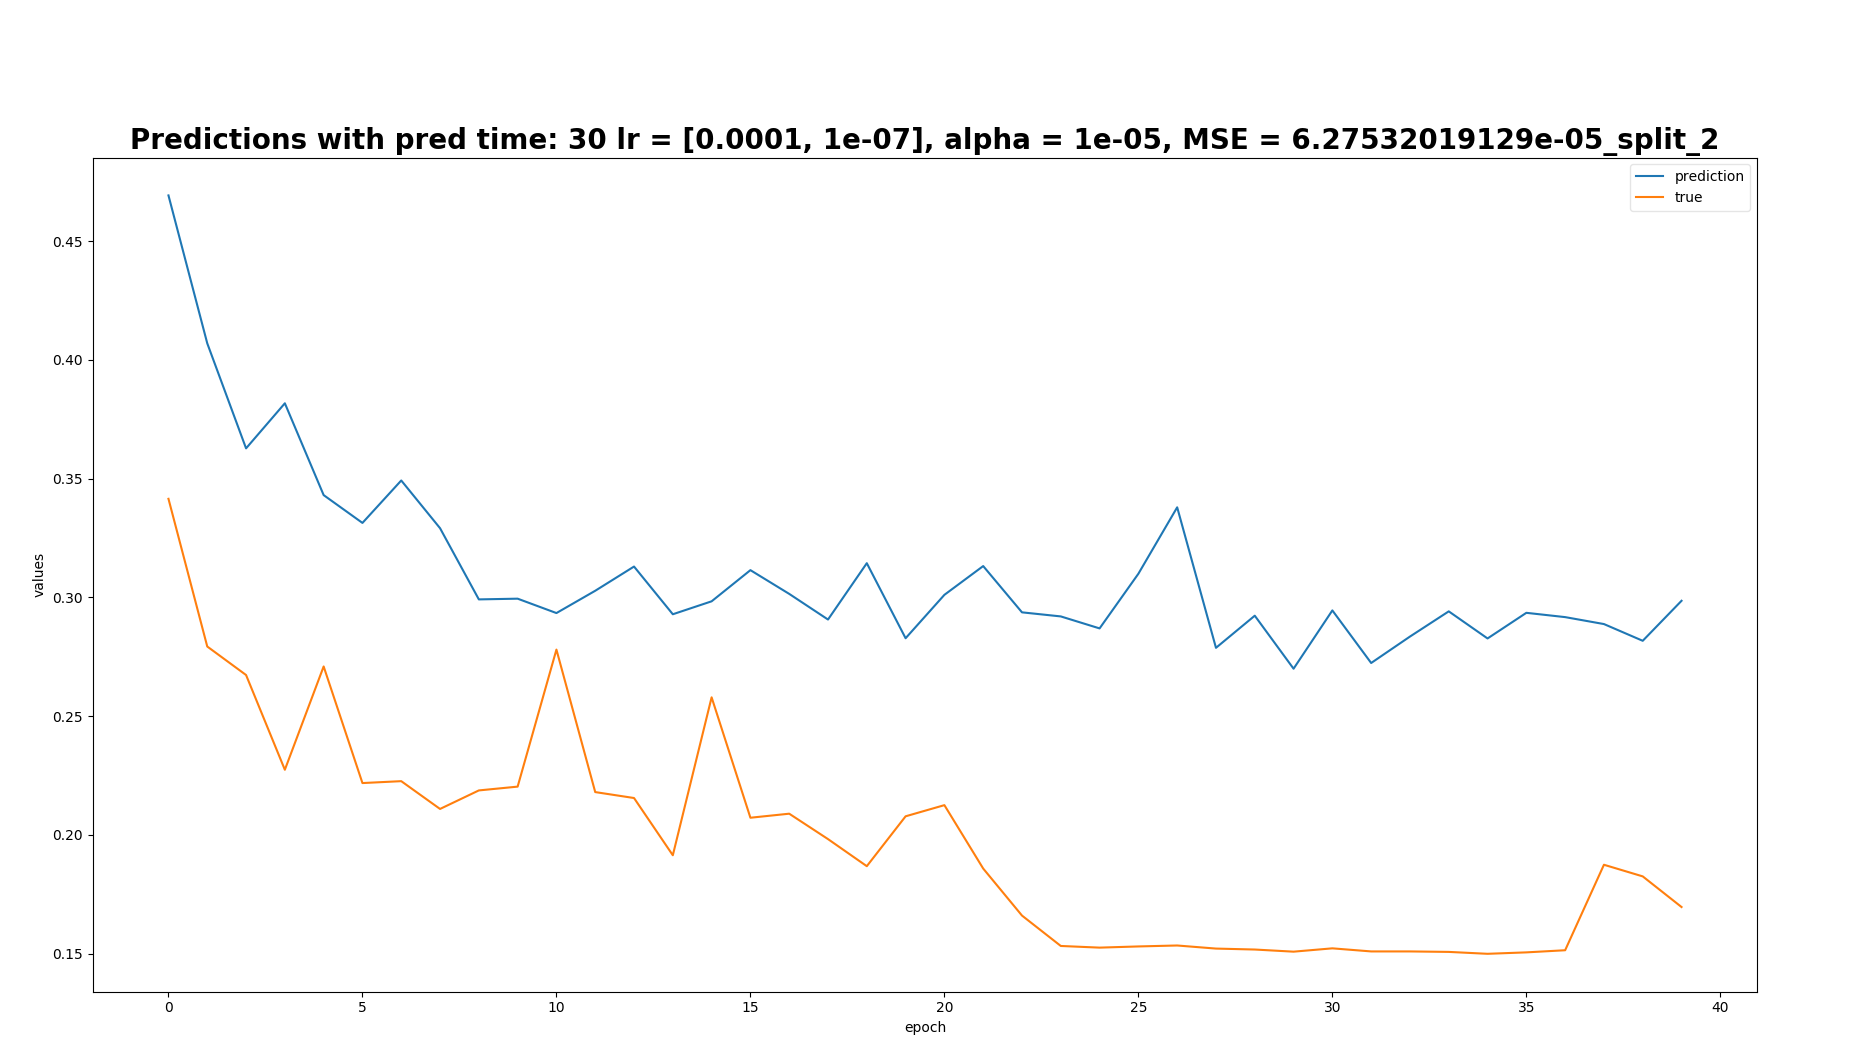 Predictions with pred time: 30 lr = [0.0001, 1e-07], alpha = 1e-05, MSE = 6.27532019129e-05_split_2
prediction
true
0.45
0.40
0.35
0.30
0.25
0.20
0.15
values
0 5 10 15 20 25 30 35 40
epoch